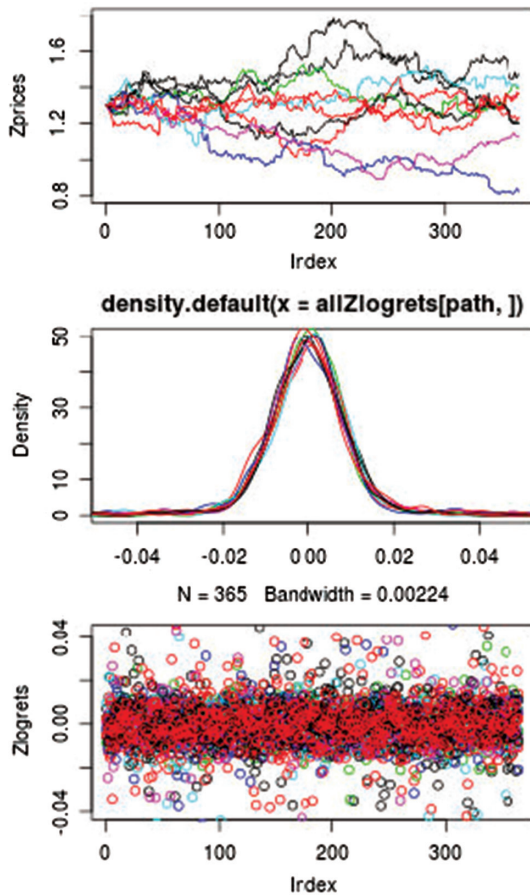 Zprices
1.6
1.2
0.8
0 100 200 300
Index
density.default(x = allZlogrets[path, ])
Density
50
30
10
0
-0.04 -0.02 0.00 0.02 0.04
N = 365 Bandwidth = 0.00224
Zlogrets
0.04
0.00
-0.04
0 100 200 300
Index